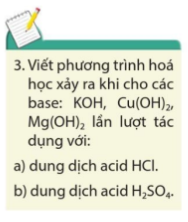 3. Viết phương trình hoá
học xảy ra khi cho các
base: KOH, Cu(OH)₂,
Mg(OH)₂ lần lượt tác
dụng với:
a) dung dịch acid HCl.
b) dung dịch acid H₂SO₄.